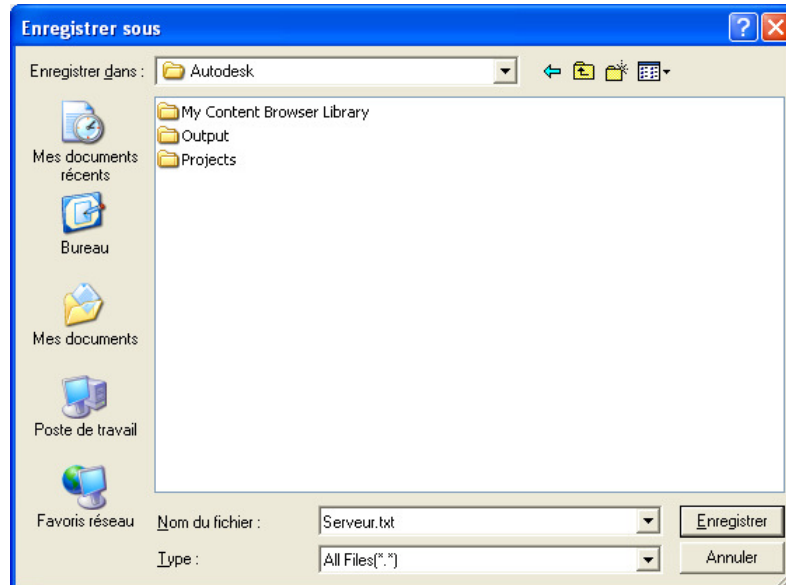 Enregistrer sous
Enregistrer dans :
Autodesk
My Content Browser Library
Output
Projects
Mes documents
récents
Bureau
Mes documents
Poste de travail
Favoris réseau
Nom du fichier :
Serveur.txt
Enregistrer
Type :
All Files(*.*)
Annuler